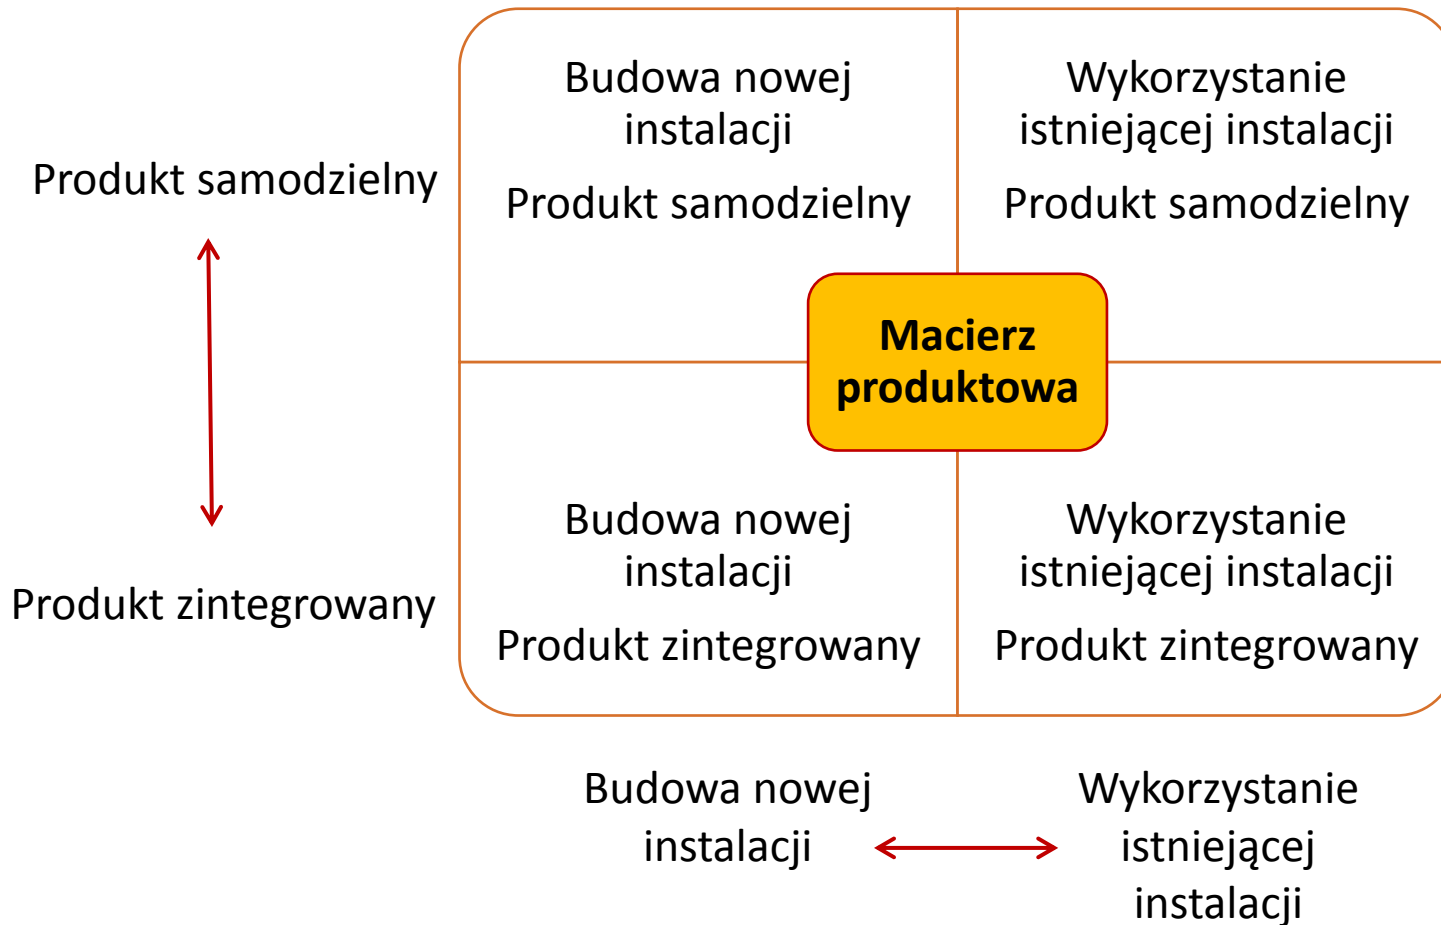 Budowa nowej
instalacji
Produkt samodzielny
Wykorzystanie
istniejącej instalacji
Produkt samodzielny
Produkt samodzielny
Macierz
produktowa
Budowa nowej
instalacji
Produkt zintegrowany
Wykorzystanie
istniejącej instalacji
Produkt zintegrowany
Produkt zintegrowany
Budowa nowej
instalacji
Wykorzystanie
istniejącej
instalacji